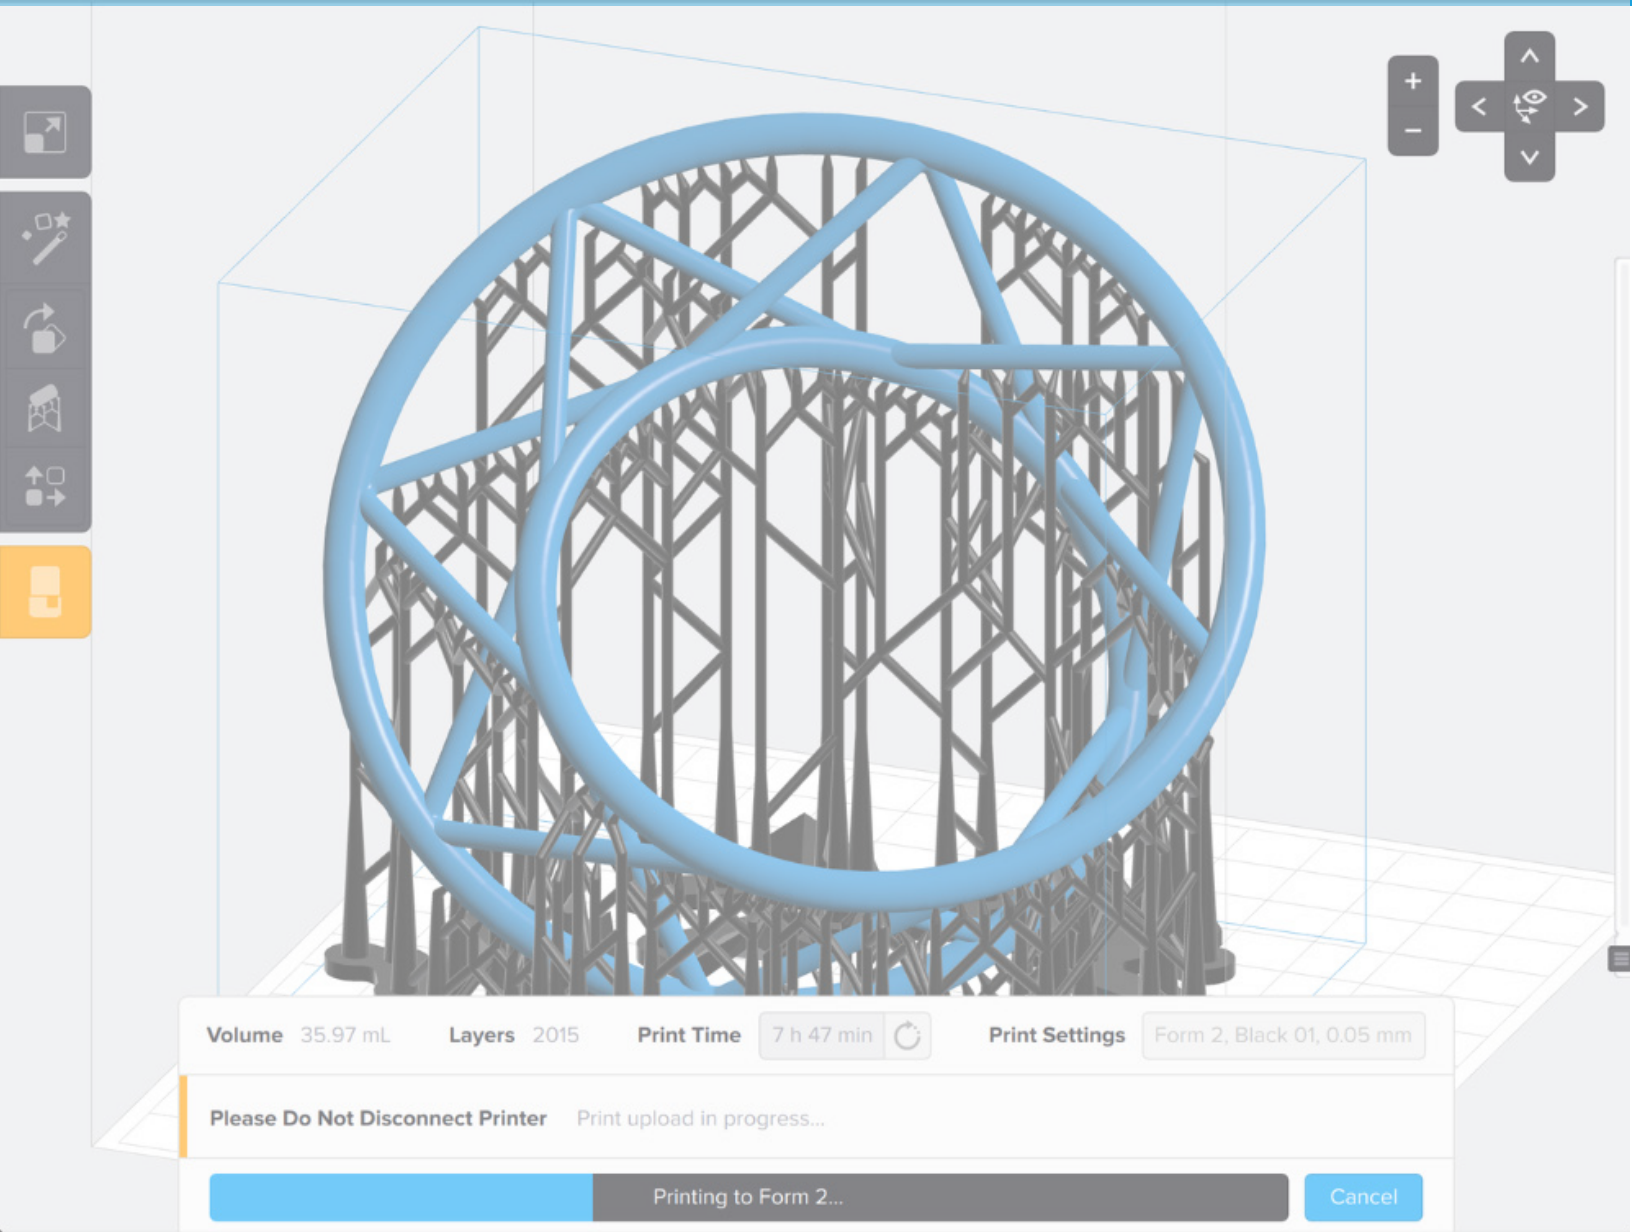 Volume 35.97 mL Layers 2015 Print Time 7 h 47 min Print Settings Form 2, Black 01, 0.05 mm
Please Do Not Disconnect Printer Print upload in progress...
Printing to Form 2... Cancel